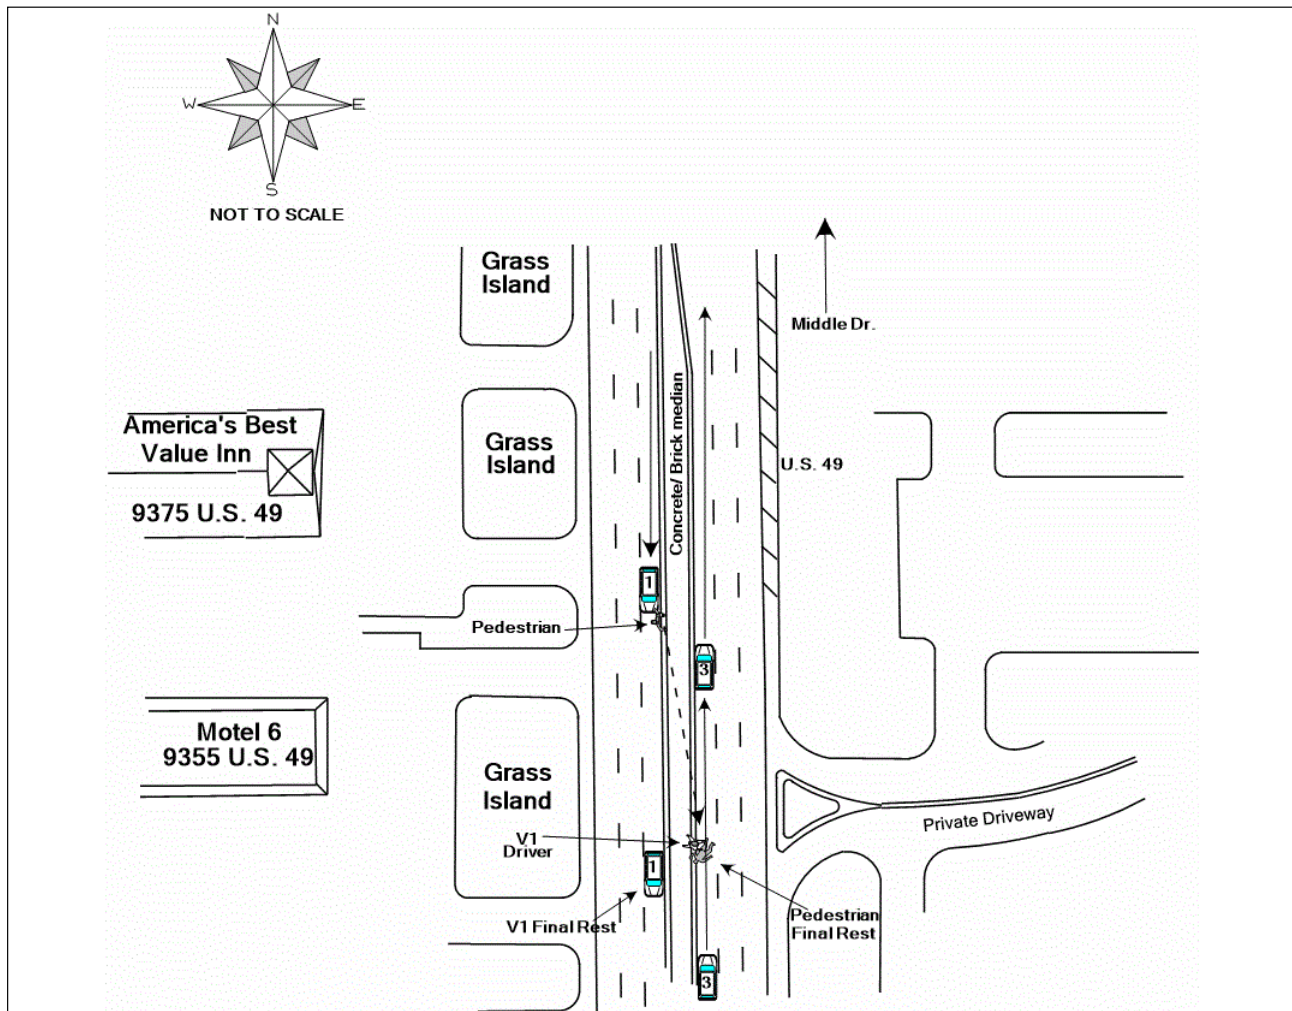 N
W
E
S
NOT TO SCALE
Grass
Island
Middle Dr.
America's Best
Value Inn
9375 U.S. 49
Grass
Island
Concrete/ Brick median
U.S. 49
1
Pedestrian
3
Motel 6
9355 U.S. 49
Grass
Island
Private Driveway
V1
Driver
1
V1 Final Rest
Pedestrian
Final Rest
3